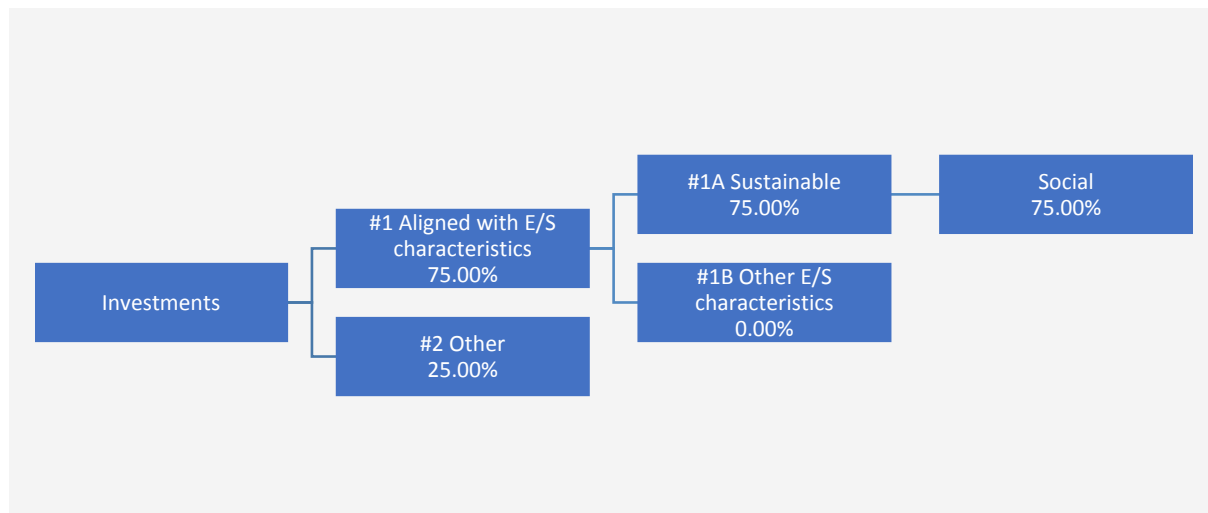 Investments
#1 Aligned with E/S
characteristics
75.00%
#2 Other
25.00%
#1A Sustainable
75.00%
#1B Other E/S
characteristics
0.00%
Social
75.00%